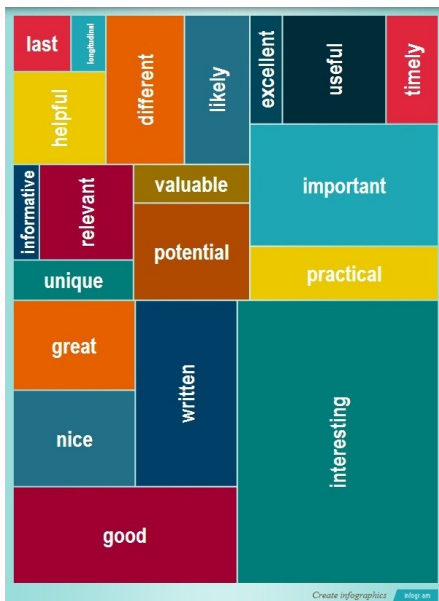 last
longitudinal
helpful
different
likely
excellent
useful
timely
important
informative
relevant
valuable
potential
practical
unique
great
nice
written
interesting
good
Create infographics
infogr.am